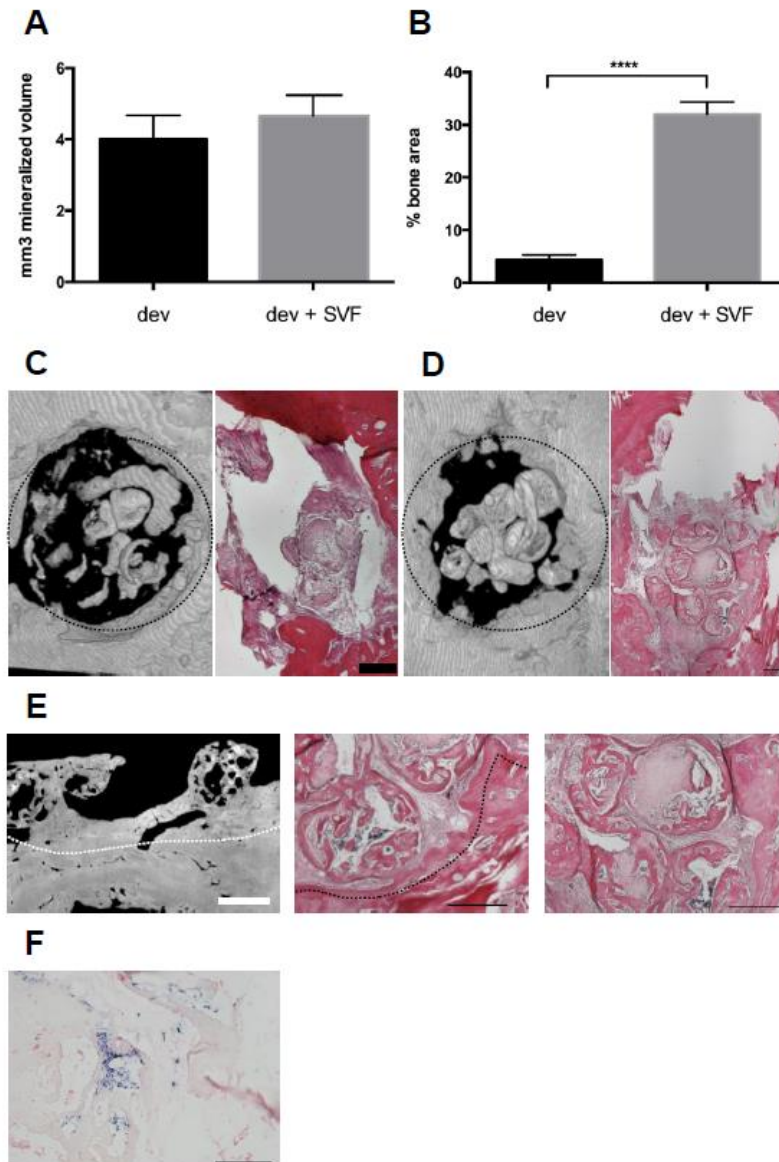 A
B
6
4
2
0
mm3 mineralized volume
dev
dev + SVF
40
30
20
10
0
% bone area
****
dev
dev + SVF
C
D
E
F